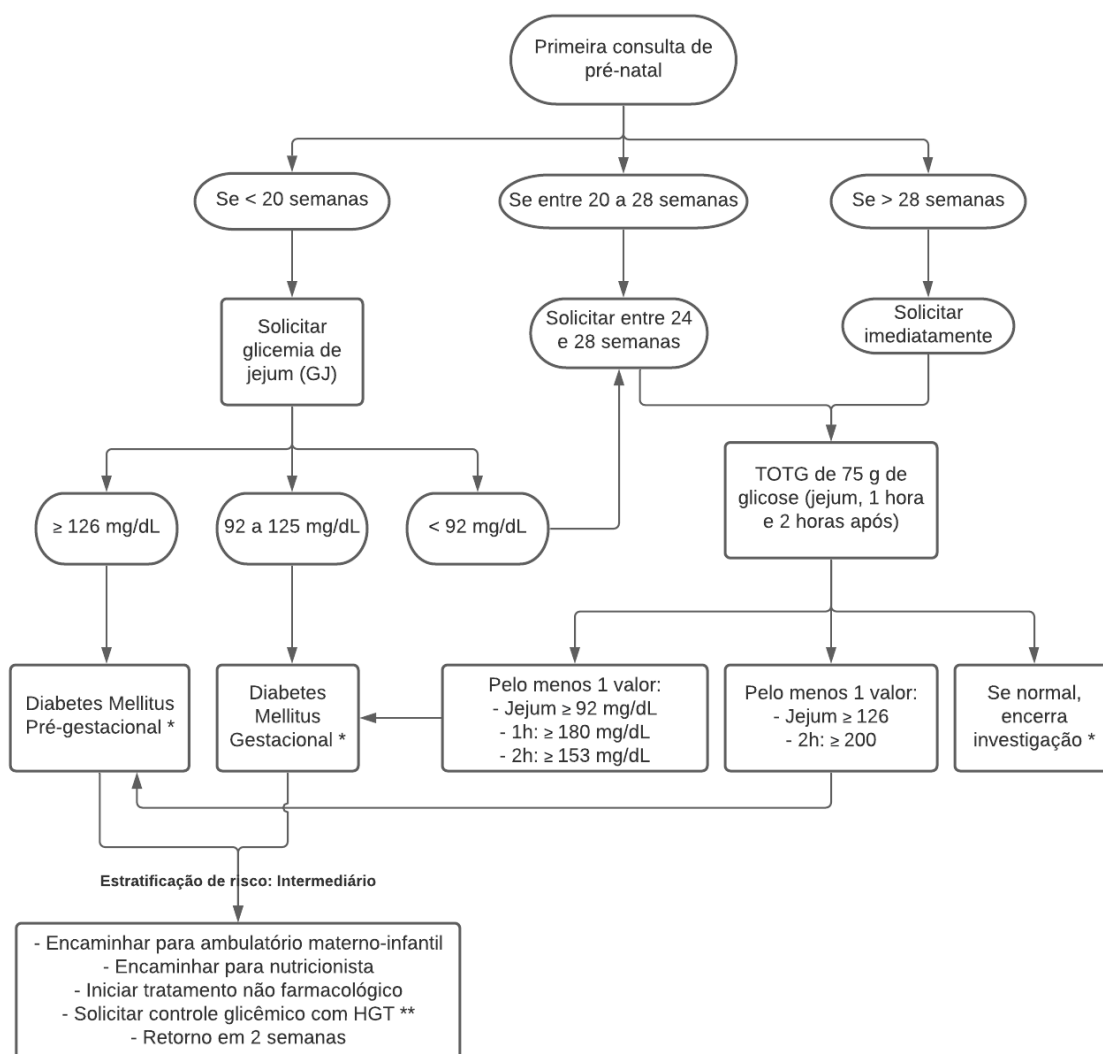 Primeira consulta de
pré-natal
Se < 20 semanas
Se entre 20 a 28 semanas
Se > 28 semanas
Solicitar
glicemia de
jejum (GJ)
Solicitar entre 24
e 28 semanas
Solicitar
imediatamente
≥ 126 mg/dL
92 a 125 mg/dL
< 92 mg/dL
TOTG de 75 g de
glicose (jejum, 1 hora
e 2 horas após)
Diabetes Mellitus
Pré-gestacional *
Diabetes
Mellitus
Gestacional *
Pelo menos 1 valor:
- Jejum ≥ 92 mg/dL
- 1h: ≥ 180 mg/dL
- 2h: ≥ 153 mg/dL
Pelo menos 1 valor:
- Jejum ≥ 126
- 2h: ≥ 200
Se normal,
encerra
investigação *
Estratificação de risco: Intermediário
- Encaminhar para ambulatório materno-infantil
- Encaminhar para nutricionista
- Iniciar tratamento não farmacológico
- Solicitar controle glicêmico com HGT **
- Retorno em 2 semanas